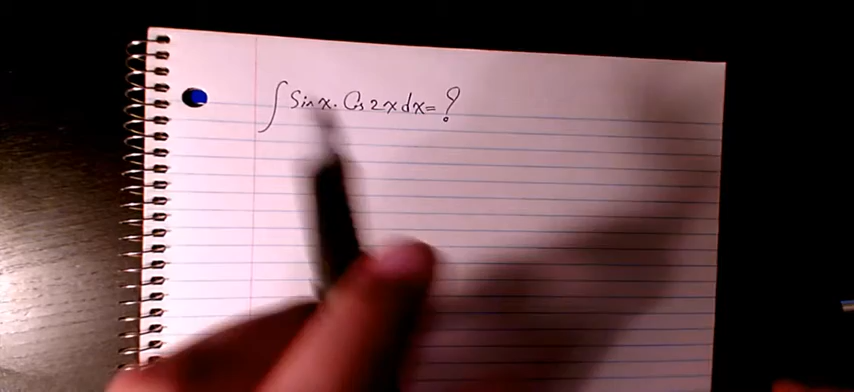 ∫ Sin x . Cos 2x dx = ?